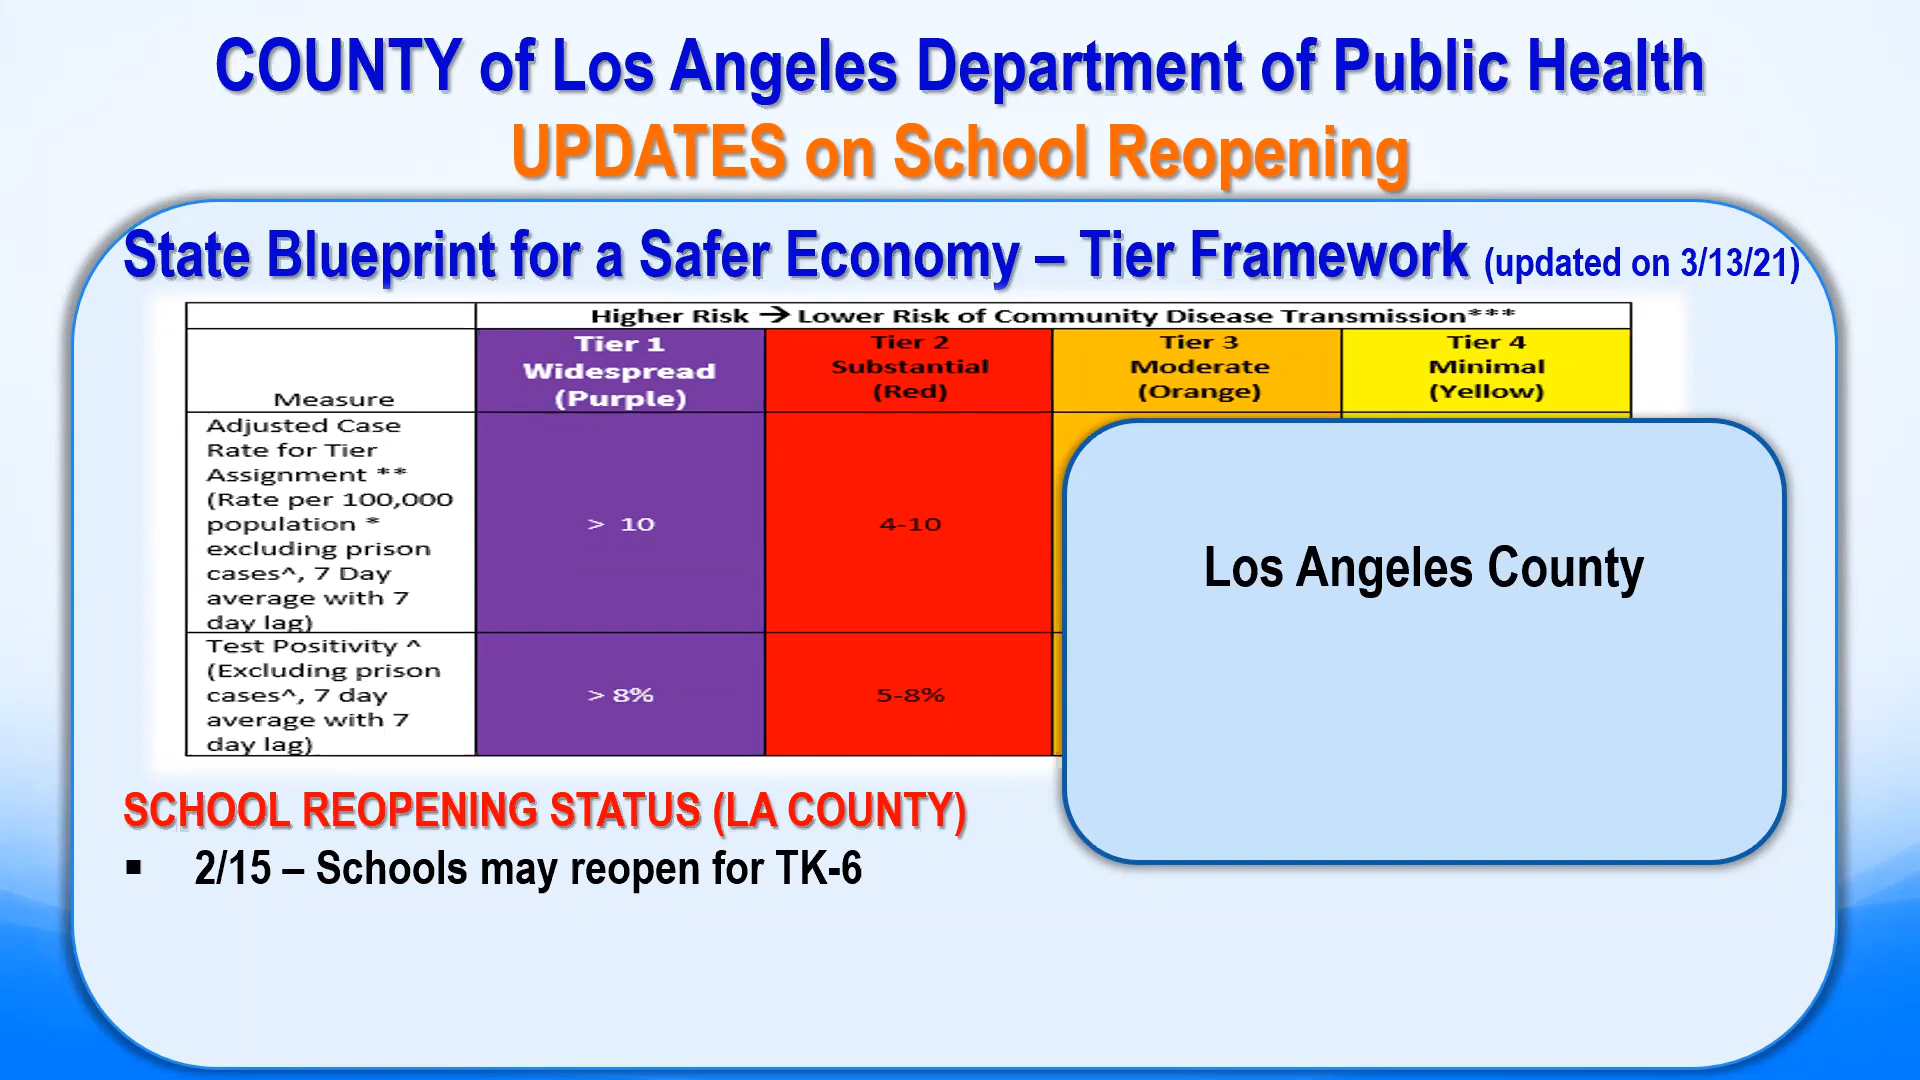 COUNTY of Los Angeles Department of Public Health
UPDATES on School Reopening
State Blueprint for a Safer Economy – Tier Framework (updated on 3/13/21)
Higher Risk → Lower Risk of Community Disease Transmission***
Measure
Tier 1
Widespread
(Purple)
Tier 2
Substantial
(Red)
Tier 3
Moderate
(Orange)
Tier 4
Minimal
(Yellow)
Adjusted Case
Rate for Tier
Assignment **
(Rate per 100,000
population *
excluding prison
cases^, 7 Day
average with 7
day lag)
> 10
4-10
Test Positivity ^
(Excluding prison
cases^, 7 day
average with 7
day lag)
> 8%
5-8%
Los Angeles County
SCHOOL REOPENING STATUS (LA COUNTY)
▪ 2/15 – Schools may reopen for TK-6